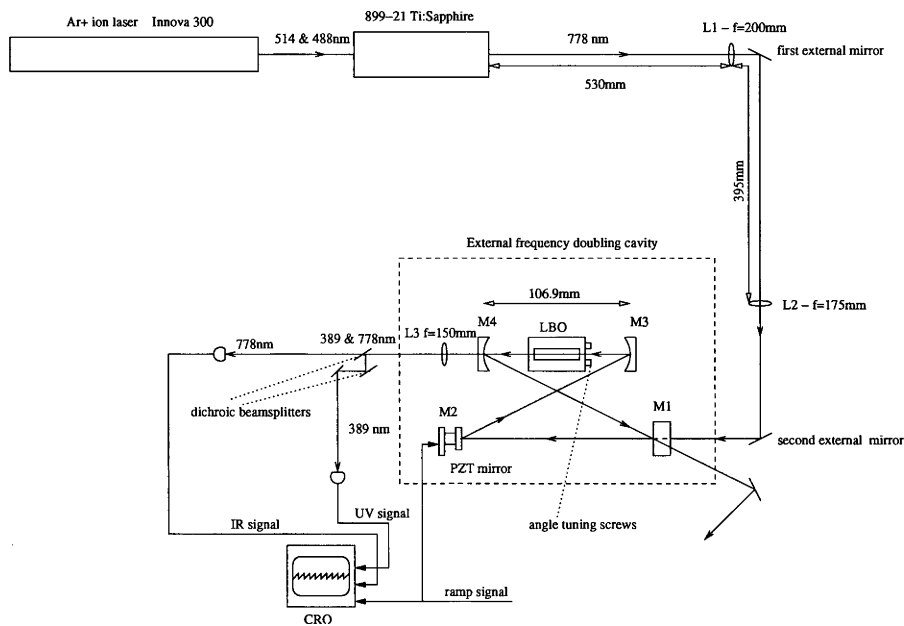 Ar+ ion laser Innova 300
514 & 488nm
899-21 Ti:Sapphire
778 nm
L1 - f=200mm
first external mirror
530mm
395mm
External frequency doubling cavity
106.9mm
L2 - f=175mm
M4
LBO
M3
L3 f=150mm
389 & 778nm
778nm
dichroic beamsplitters
M2
M1
389 nm
second external mirror
PZT mirror
UV signal
angle tuning screws
IR signal
ramp signal
CRO